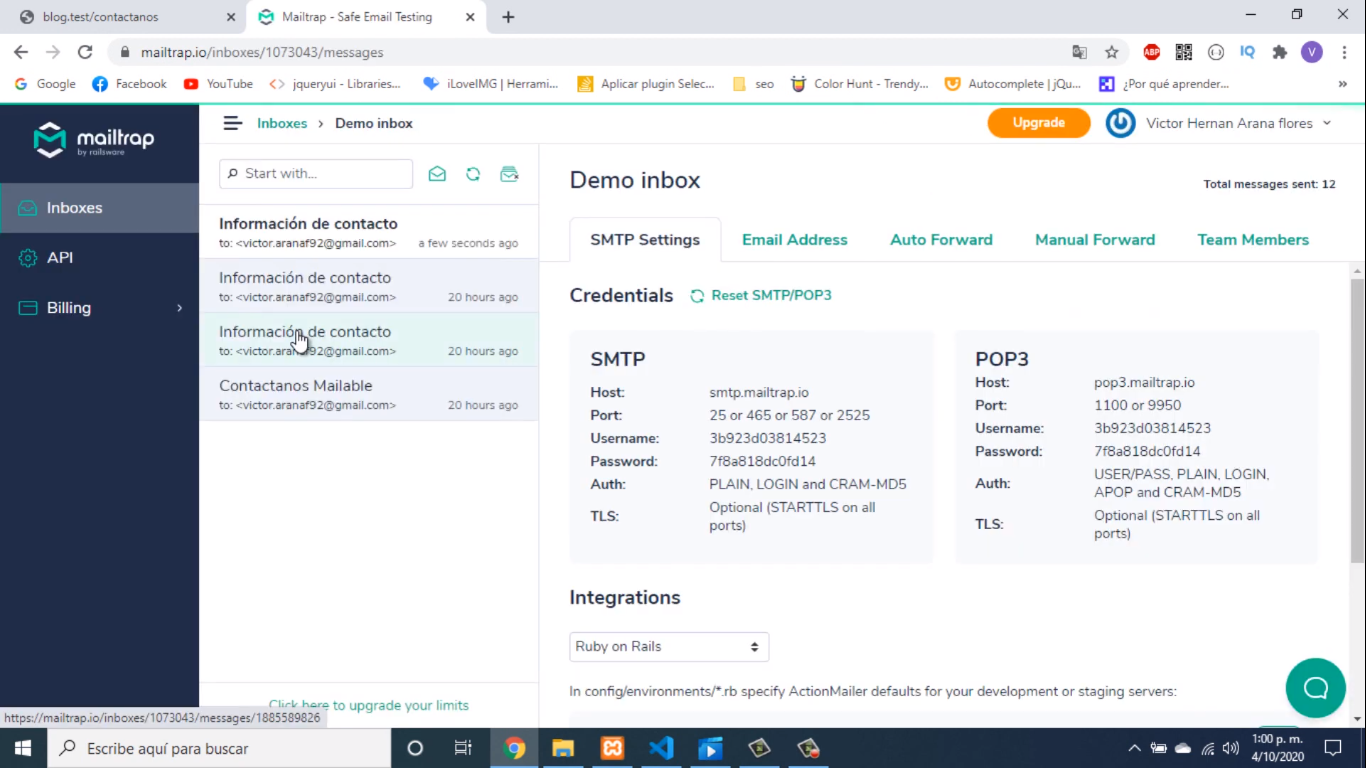 blog.test/contactanos
Mailtrap - Safe Email Testing
mailtrap.io/inboxes/1073043/messages
ABP
IQ
V
Google
Facebook
YouTube
jqueryui - Libraries...
iLoveIMG | Herrami...
Aplicar plugin Selec...
seo
Color Hunt - Trendy...
Autocomplete | jQu...
¿Por qué aprender...
»
mailtrap
by railsware
Inboxes › Demo inbox
Upgrade
Victor Hernan Arana flores
Inboxes
API
Billing
Start with...
Información de contacto
to: <victor.aranaf92@gmail.com> a few seconds ago
Información de contacto
to: <victor.aranaf92@gmail.com> 20 hours ago
Información de contacto
to: <victor.aranaf92@gmail.com> 20 hours ago
Contactanos Mailable
to: <victor.aranaf92@gmail.com> 20 hours ago
Click here to upgrade your limits
Demo inbox
Total messages sent: 12
SMTP Settings
Email Address
Auto Forward
Manual Forward
Team Members
Credentials
Reset SMTP/POP3
SMTP
Host: smtp.mailtrap.io
Port: 25 or 465 or 587 or 2525
Username: 3b923d03814523
Password: 7f8a818dc0fd14
Auth: PLAIN, LOGIN and CRAM-MD5
TLS: Optional (STARTTLS on all
ports)
POP3
Host: pop3.mailtrap.io
Port: 1100 or 9950
Username: 3b923d03814523
Password: 7f8a818dc0fd14
Auth: USER/PASS, PLAIN, LOGIN,
APOP and CRAM-MD5
TLS: Optional (STARTTLS on all
ports)
Integrations
Ruby on Rails
In config/environments/*.rb specify ActionMailer defaults for your development or staging servers:
https://mailtrap.io/inboxes/1073043/messages/1885589826
Escribe aquí para buscar
1:00 p. m.
4/10/2020